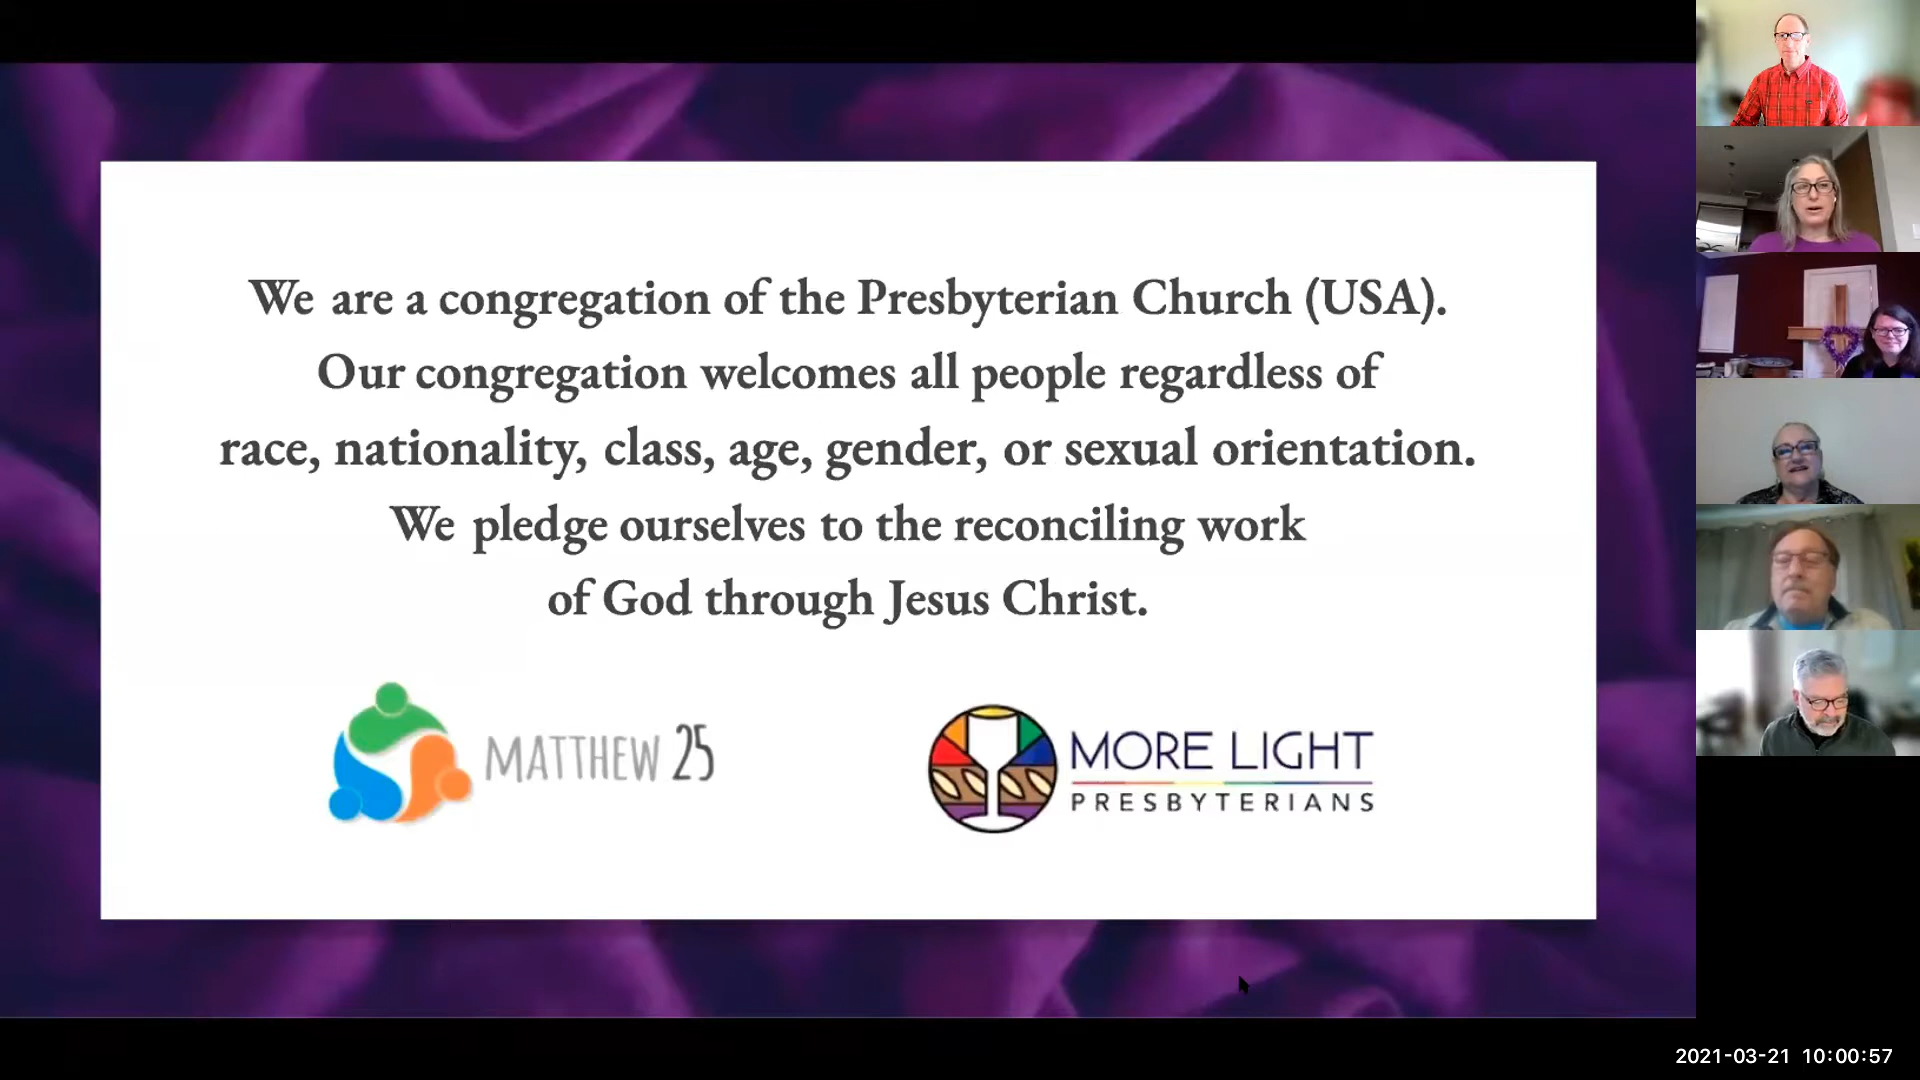 We are a congregation of the Presbyterian Church (USA).
Our congregation welcomes all people regardless of
race, nationality, class, age, gender, or sexual orientation.
We pledge ourselves to the reconciling work
of God through Jesus Christ.
MATTHEW 25
MORE LIGHT
PRESBYTERIANS
2021-03-21 10:00:57